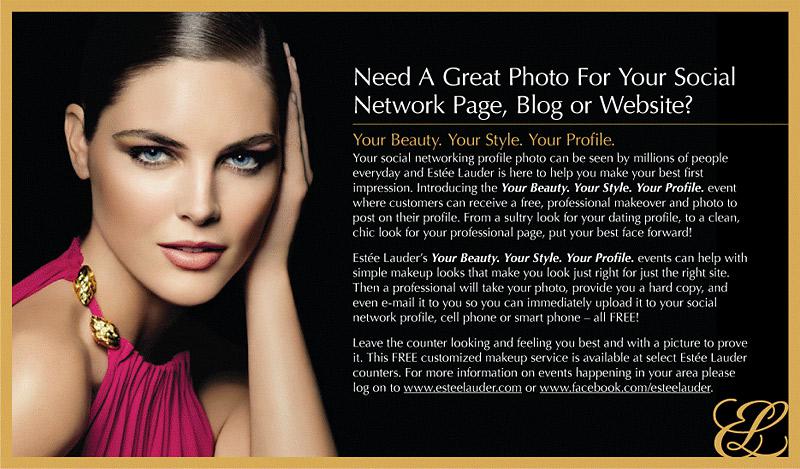 Need A Great Photo For Your Social
Network Page, Blog or Website?
Your Beauty. Your Style. Your Profile.
Your social networking profile photo can be seen by millions of people
everyday and Estée Lauder is here to help you make your best first
impression. Introducing the Your Beauty. Your Style. Your Profile. event
where customers can receive a free, professional makeover and photo to
post on their profile. From a sultry look for your dating profile, to a clean,
chic look for your professional page, put your best face forward!
Estée Lauder's Your Beauty. Your Style. Your Profile. events can help with
simple makeup looks that make you look just right for just the right site.
Then a professional will take your photo, provide you a hard copy, and
even e-mail it to you so you can immediately upload it to your social
network profile, cell phone or smart phone – all FREE!
Leave the counter looking and feeling you best and with a picture to prove
it. This FREE customized makeup service is available at select Estée Lauder
counters. For more information on events happening in your area please
log on to www.esteelauder.com or www.facebook.com/esteelauder.
EL